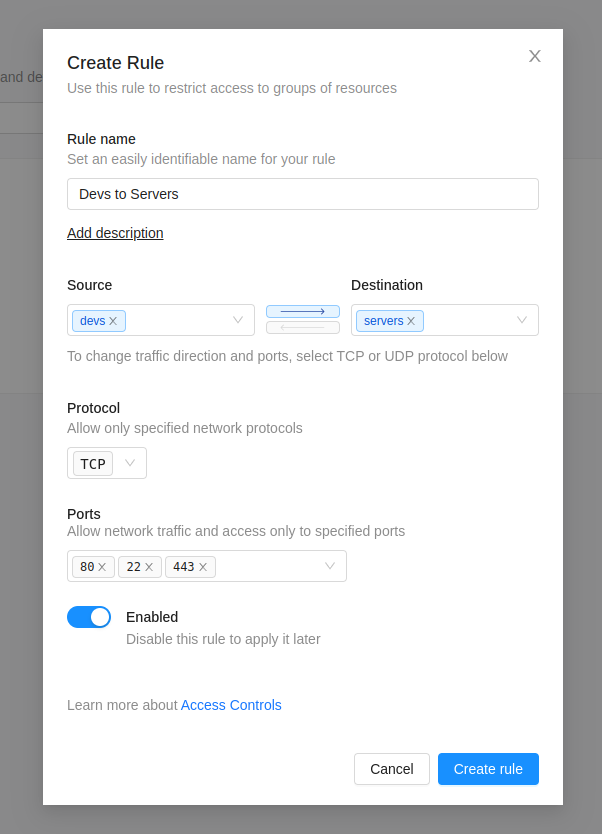 and de
Create Rule
Use this rule to restrict access to groups of resources
Rule name
Set an easily identifiable name for your rule
Devs to Servers
Add description
Source
Destination
devs
servers
To change traffic direction and ports, select TCP or UDP protocol below
Protocol
Allow only specified network protocols
TCP
Ports
Allow network traffic and access only to specified ports
80 22 443
Enabled
Disable this rule to apply it later
Learn more about Access Controls
Cancel
Create rule